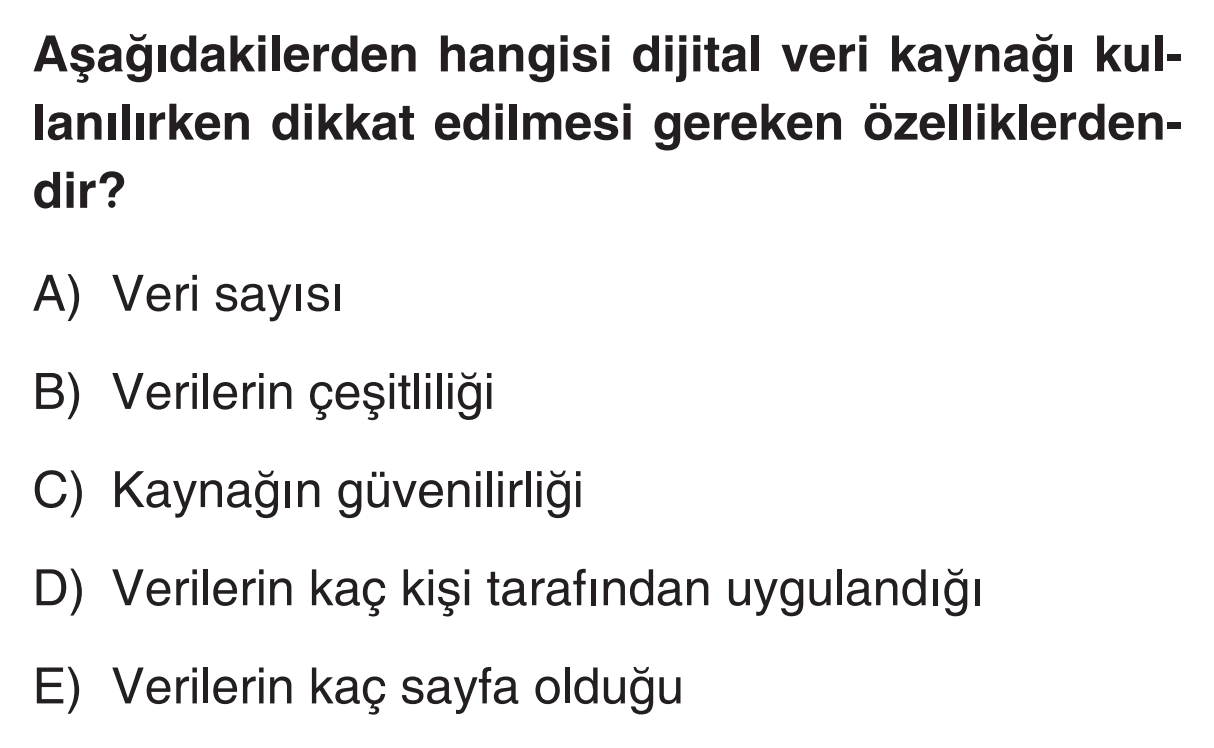 Aşağıdakilerden hangisi dijital veri kaynağı kul-
lanılırken dikkat edilmesi gereken özelliklerden-
dir?
A) Veri sayısı
B) Verilerin çeşitliliği
C) Kaynağın güvenilirliği
D) Verilerin kaç kişi tarafından uygulandığı
E) Verilerin kaç sayfa olduğu